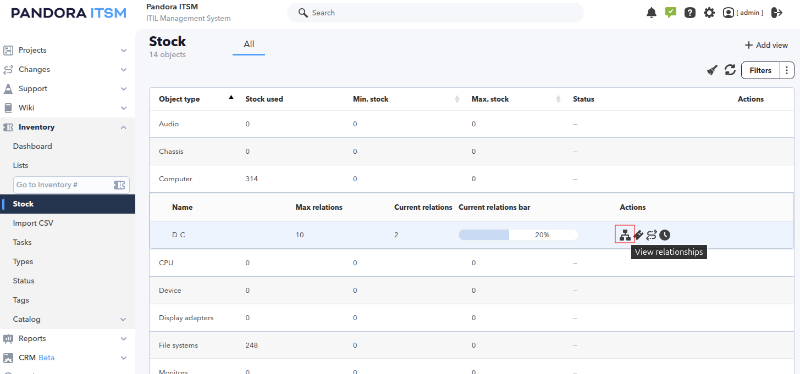 PANDORA ITSM
Pandora ITSM
ITIL Management System
Search
[ admin ]
Projects
Changes
Support
Wiki
Inventory
Dashboard
Lists
Go to Inventory #
Stock
Import CSV
Tasks
Types
Status
Tags
Catalog
Reports
CRM Beta
Stock
14 objects
All
Add view
Filters
Object type Stock used Min. stock Max. stock Status Actions
Audio 0 0 0 --
Chassis 0 0 0 --
Computer 314 0 0 --
Name Max relations Current relations Current relations bar Actions
D_C 10 2 20%
View relationships
CPU 0 0 0 --
Device 0 0 0 --
Display adapters 0 0 0 --
File systems 248 0 0 --
Monitors 0 0 0